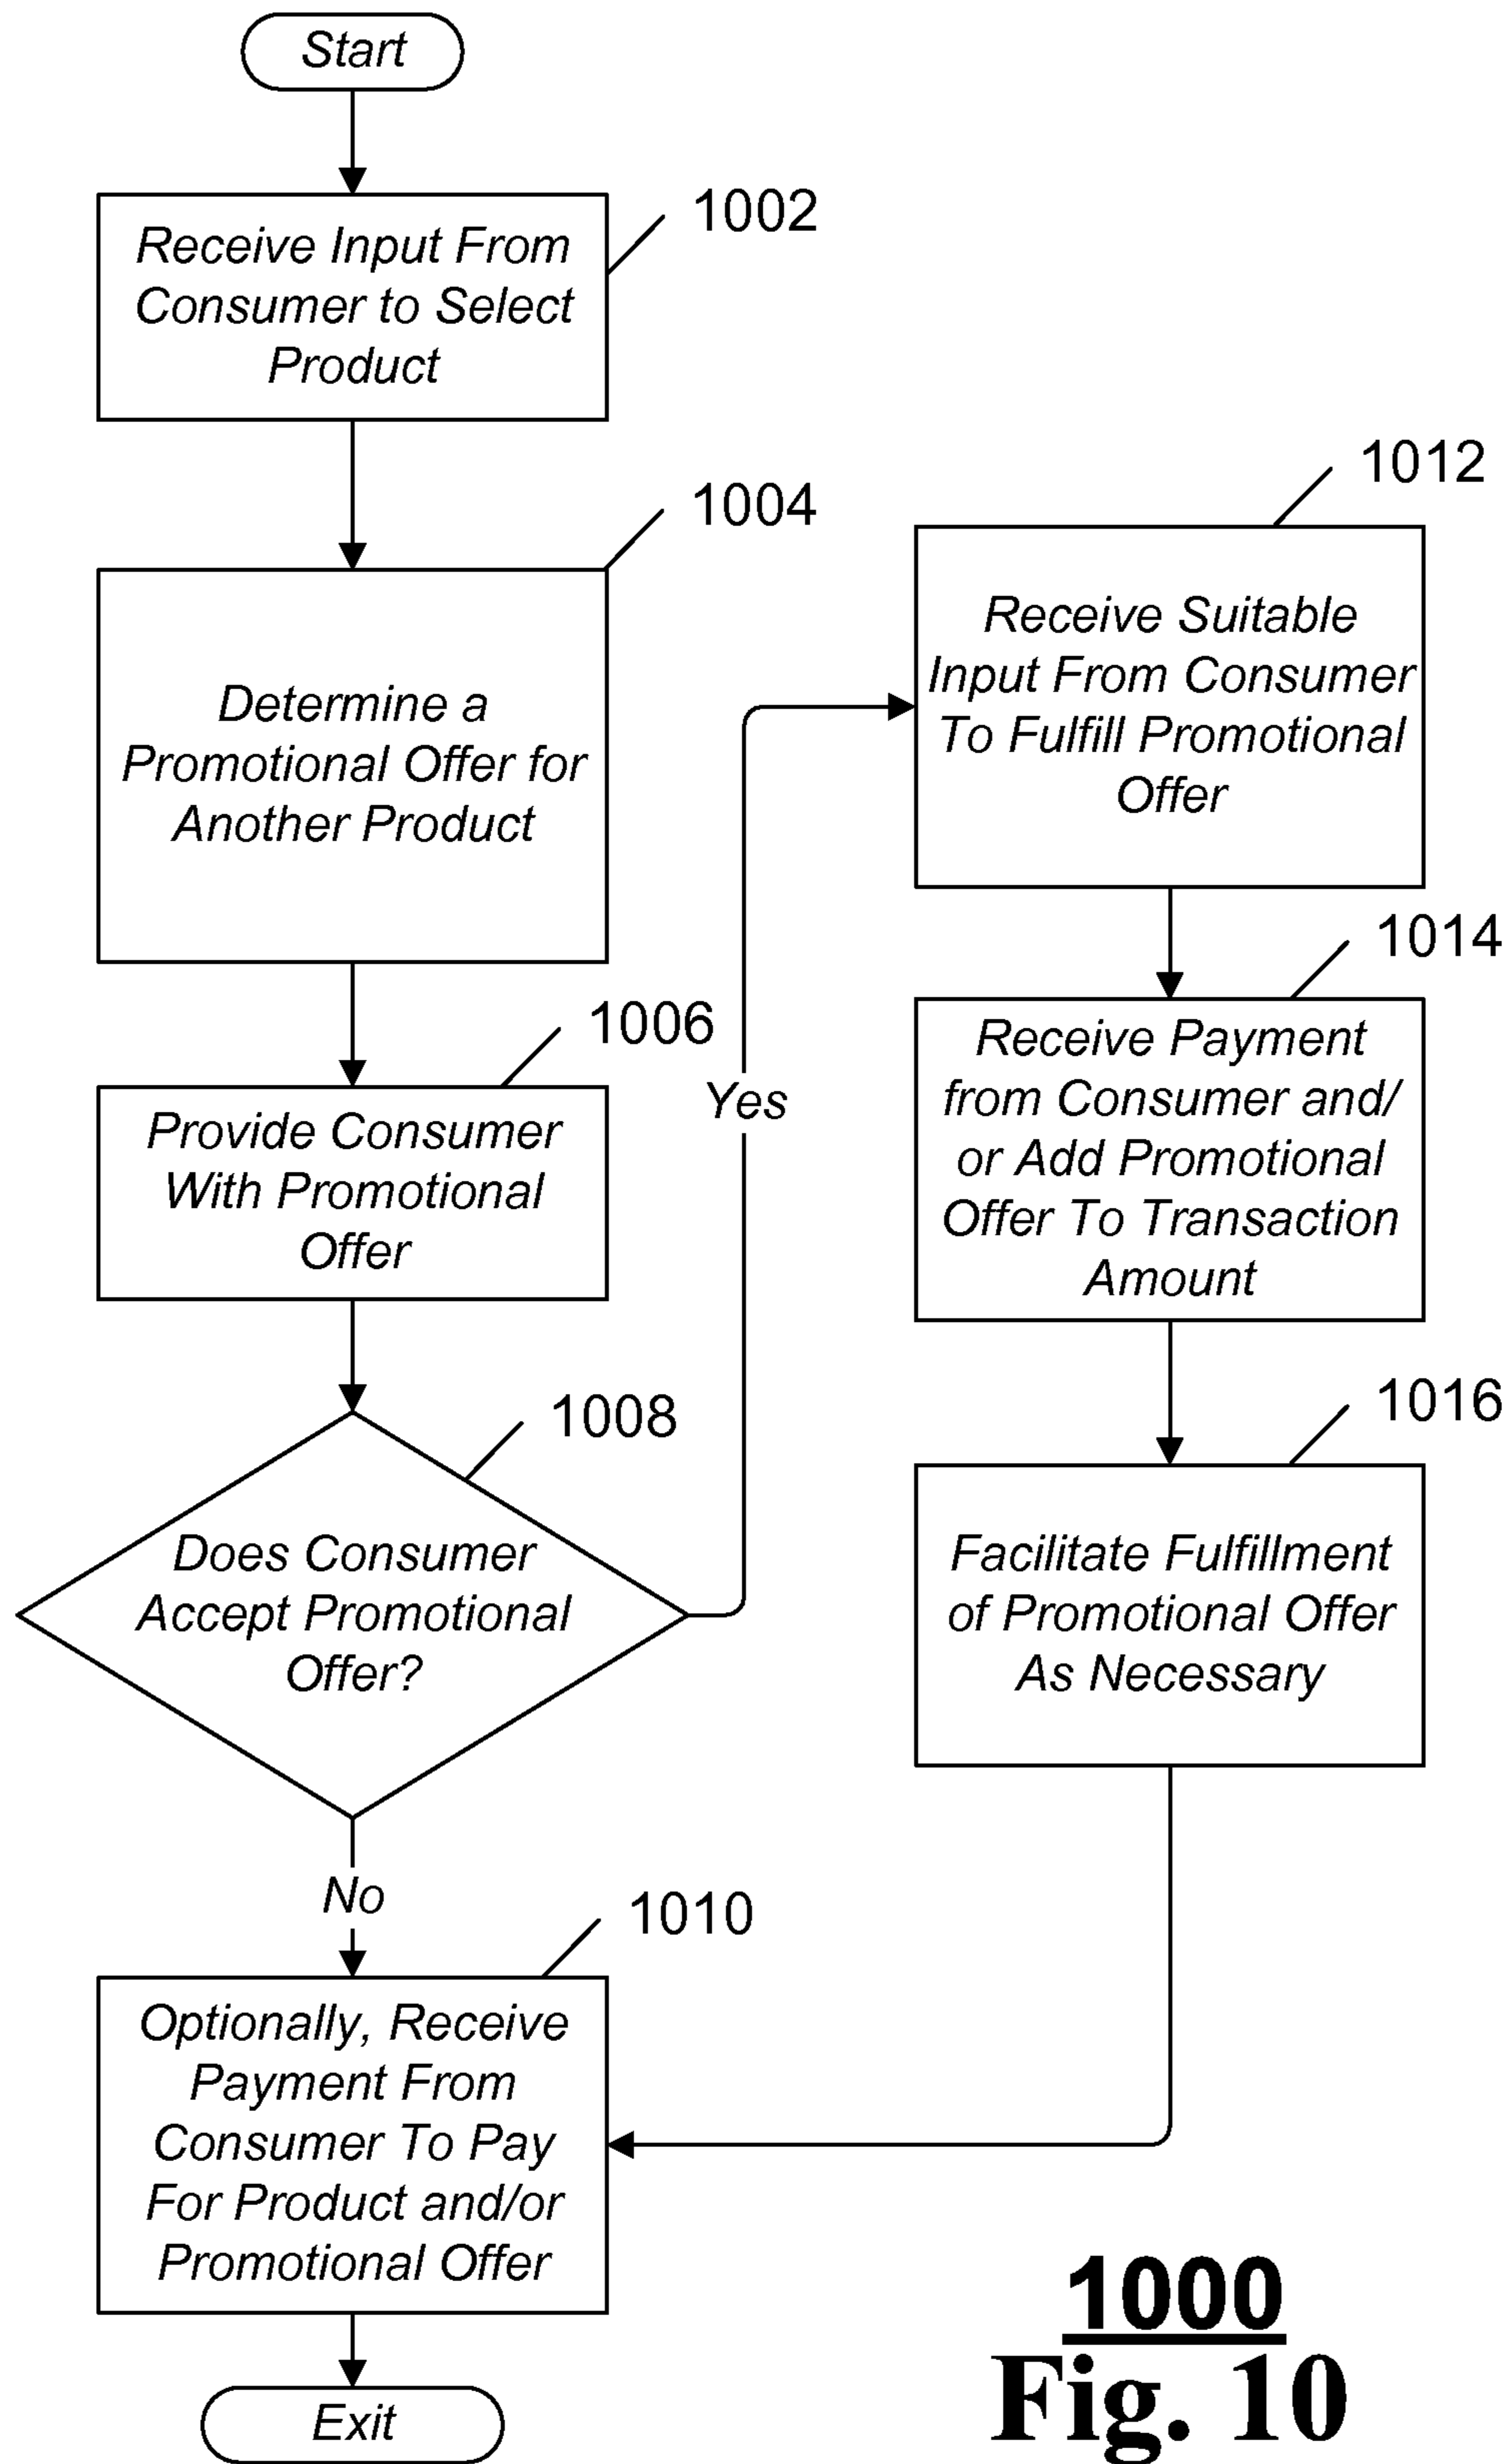 Start
1002
Receive Input From
Consumer to Select
Product
1004
Determine a
Promotional Offer for
Another Product
1006
Provide Consumer
With Promotional
Offer
1008
Does Consumer
Accept Promotional
Offer?
Yes
No
1010
Optionally, Receive
Payment From
Consumer To Pay
For Product and/or
Promotional Offer
Exit
1012
Receive Suitable
Input From Consumer
To Fulfill Promotional
Offer
1014
Receive Payment
from Consumer and/
or Add Promotional
Offer To Transaction
Amount
1016
Facilitate Fulfillment
of Promotional Offer
As Necessary
1000
Fig. 10